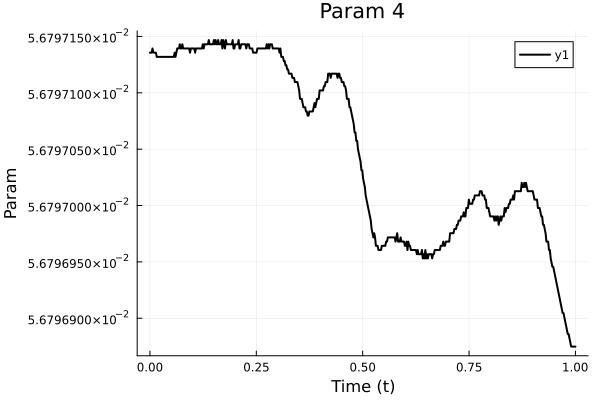 Param 4
5.6797150×10⁻²
5.6797100×10⁻²
5.6797050×10⁻²
5.6797000×10⁻²
5.6796950×10⁻²
5.6796900×10⁻²
Param
y1
0.00 0.25 0.50 0.75 1.00
Time (t)